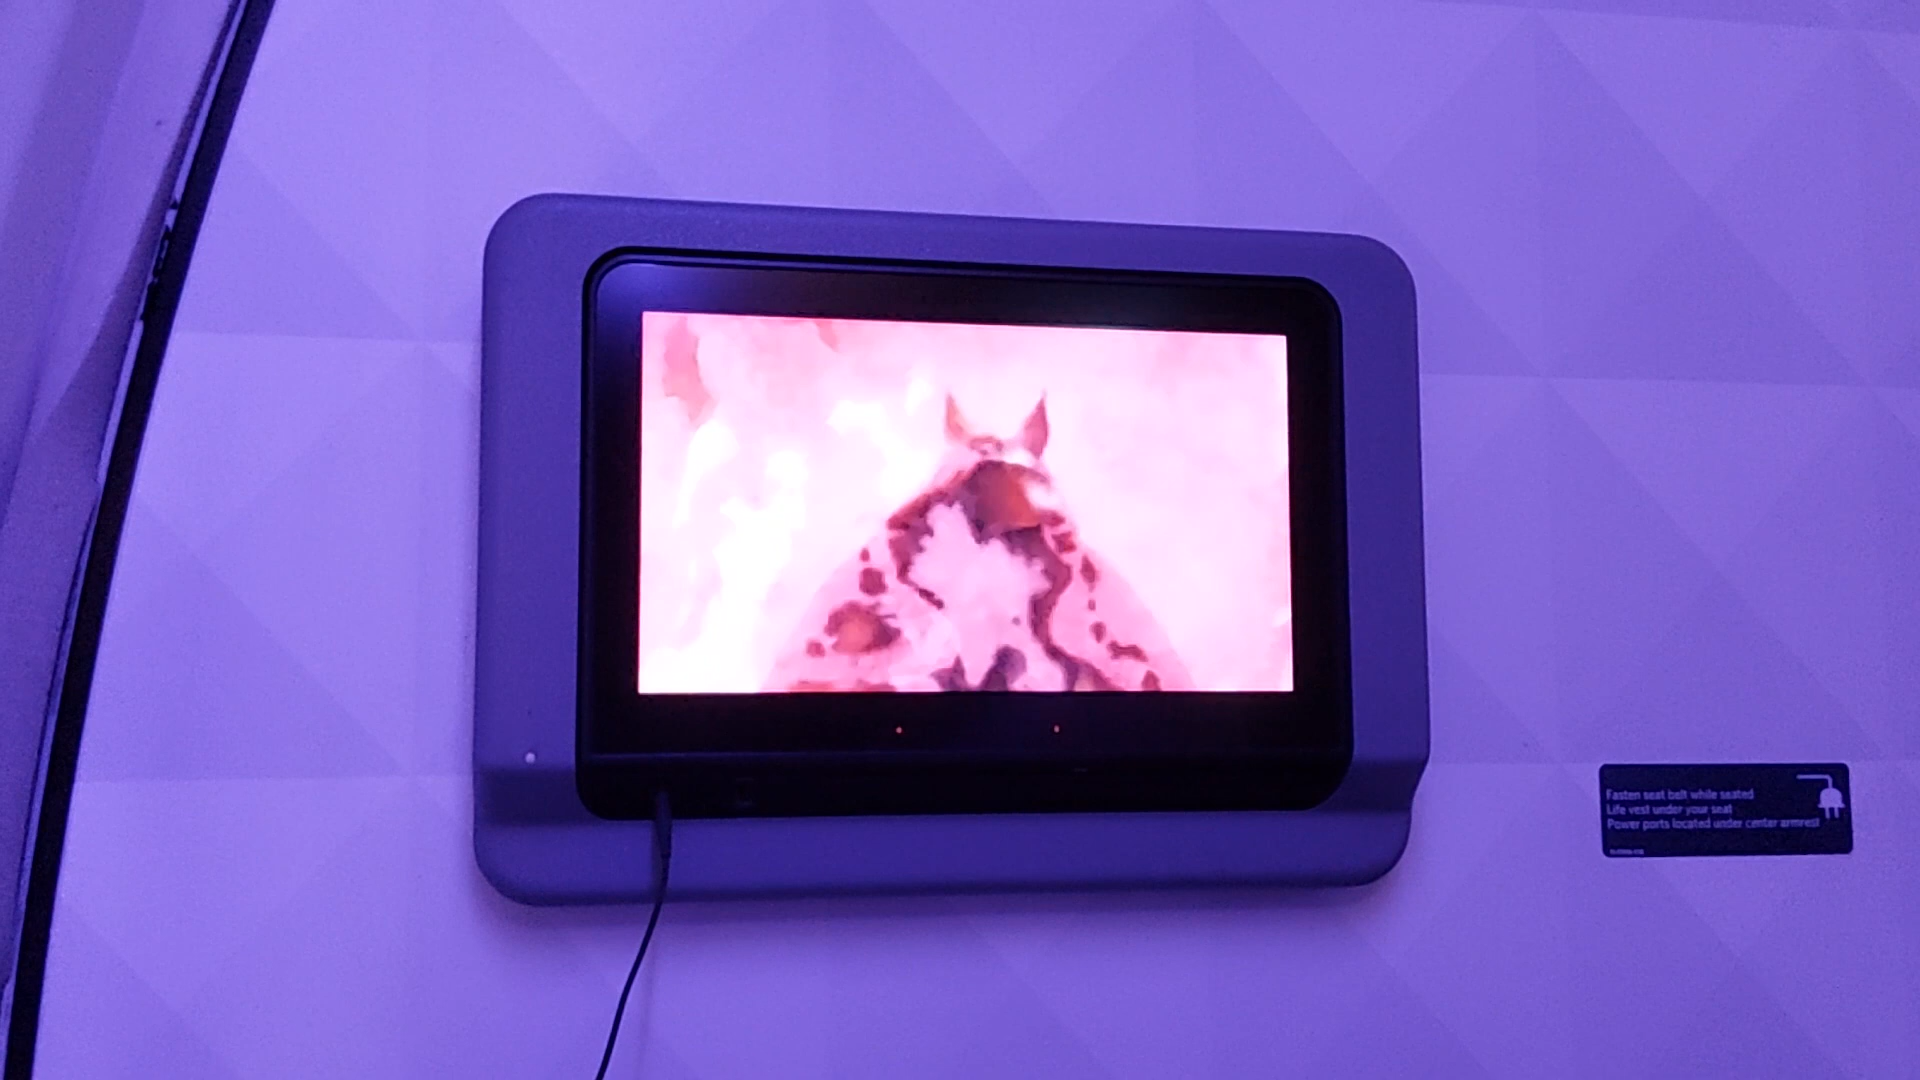 Fasten seat belt while seated
Life vest under your seat
Power ports located under center armrest